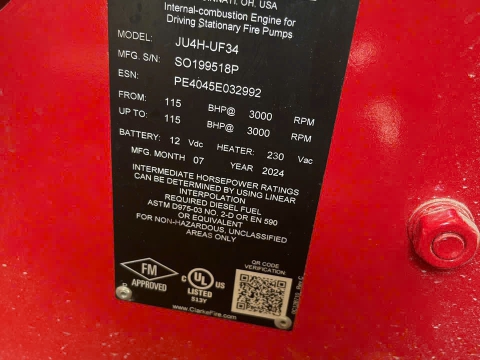 OH. USA
Internal-combustion Engine for
Driving Stationary Fire Pumps
MODEL: JU4H-UF34
MFG. S/N: SO199518P
ESN: PE4045E032992
FROM: 115 BHP@ 3000 RPM
UP TO: 115 BHP@ 3000 RPM
BATTERY: 12 Vdc HEATER: 230 Vac
MFG. MONTH 07 YEAR 2024
INTERMEDIATE HORSEPOWER RATINGS
CAN BE DETERMINED BY USING LINEAR
INTERPOLATION
REQUIRED DIESEL FUEL
ASTM D975-03 NO. 2-D OR EN 590
OR EQUIVALENT
FOR NON-HAZARDOUS, UNCLASSIFIED
AREAS ONLY
QR CODE
VERIFICATION
FM
APPROVED
C UL
LISTED
513Y
www.ClarkeFire.com